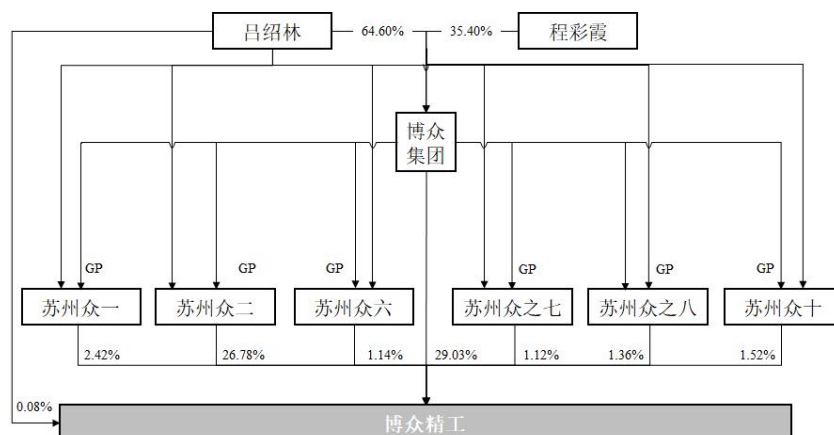 吕绍林
64.60%
35.40%
程彩霞
博众
集团
GP
GP
GP
GP
GP
GP
苏州众一
苏州众二
苏州众六
苏州众之七
苏州众之八
苏州众十
2.42%
26.78%
1.14%
29.03%
1.12%
1.36%
1.52%
0.08%
博众精工